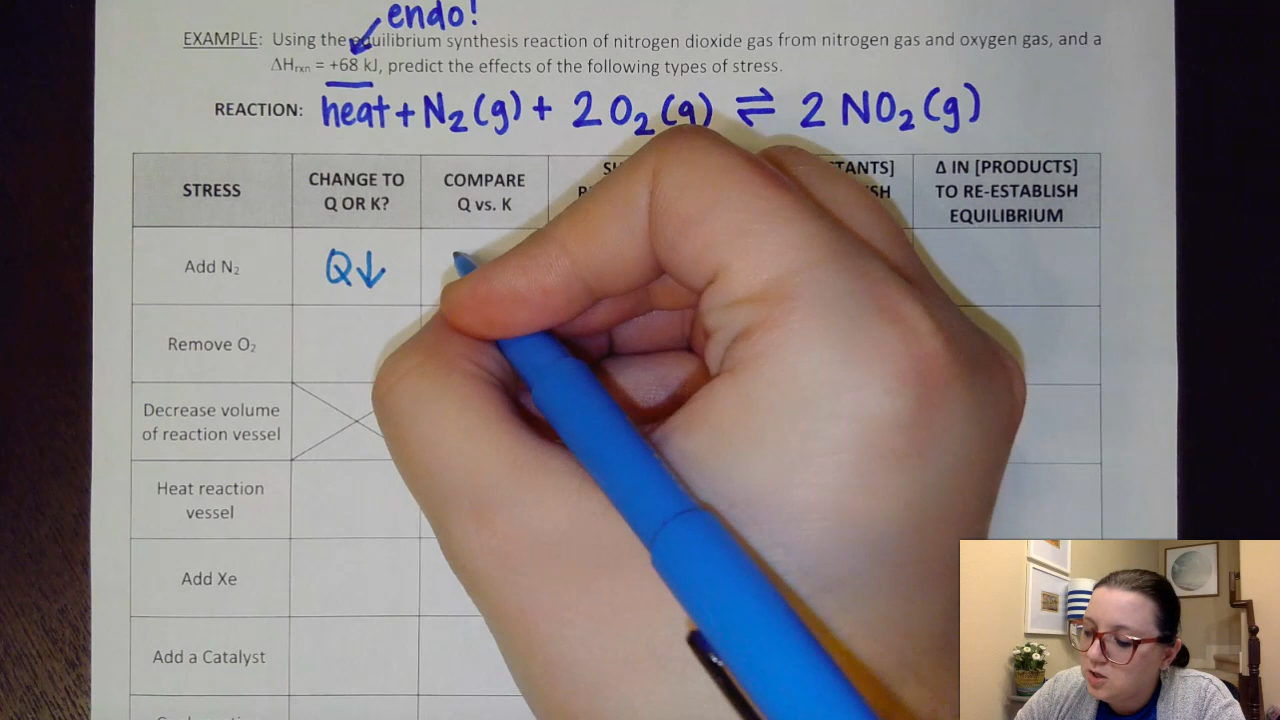 endo!
EXAMPLE: Using the equilibrium synthesis reaction of nitrogen dioxide gas from nitrogen gas and oxygen gas, and a
ΔHrxn = +68 kJ, predict the effects of the following types of stress.
REACTION: heat + N₂(g) + 2 O₂(g) ⇌ 2 NO₂(g)
STRESS
CHANGE TO
Q OR K?
COMPARE
Q vs. K
Δ IN [PRODUCTS]
TO RE-ESTABLISH
EQUILIBRIUM
Add N₂
Q↓
Remove O₂
Decrease volume
of reaction vessel
Heat reaction
vessel
Add Xe
Add a Catalyst